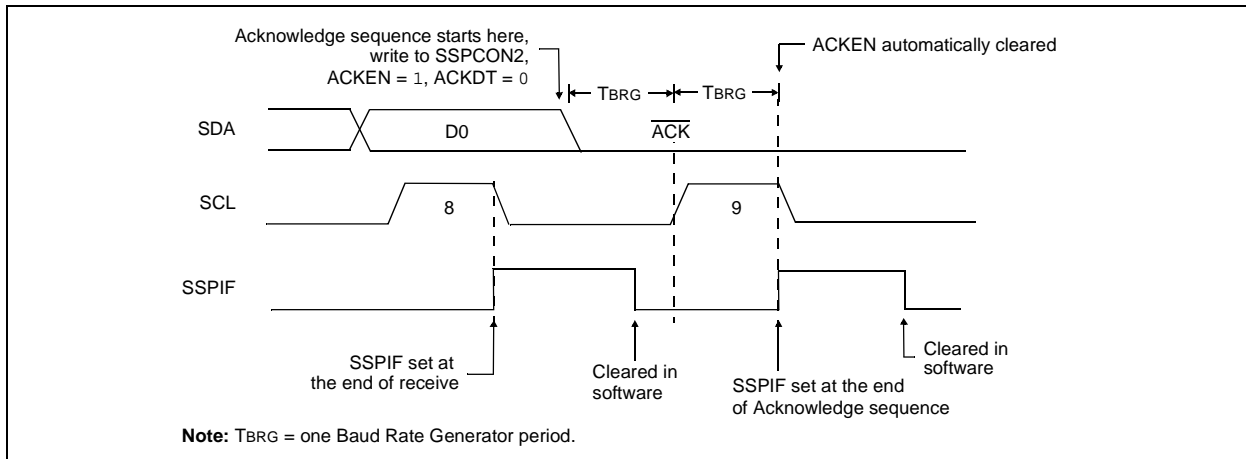 Acknowledge sequence starts here,
write to SSPCON2,
ACKEN = 1, ACKDT = 0
ACKEN automatically cleared
TBRG
TBRG
SDA
D0
ACK
SCL
8
9
SSPIF
SSPIF set at
the end of receive
Cleared in
software
SSPIF set at the end
of Acknowledge sequence
Cleared in
software
Note: TBRG = one Baud Rate Generator period.